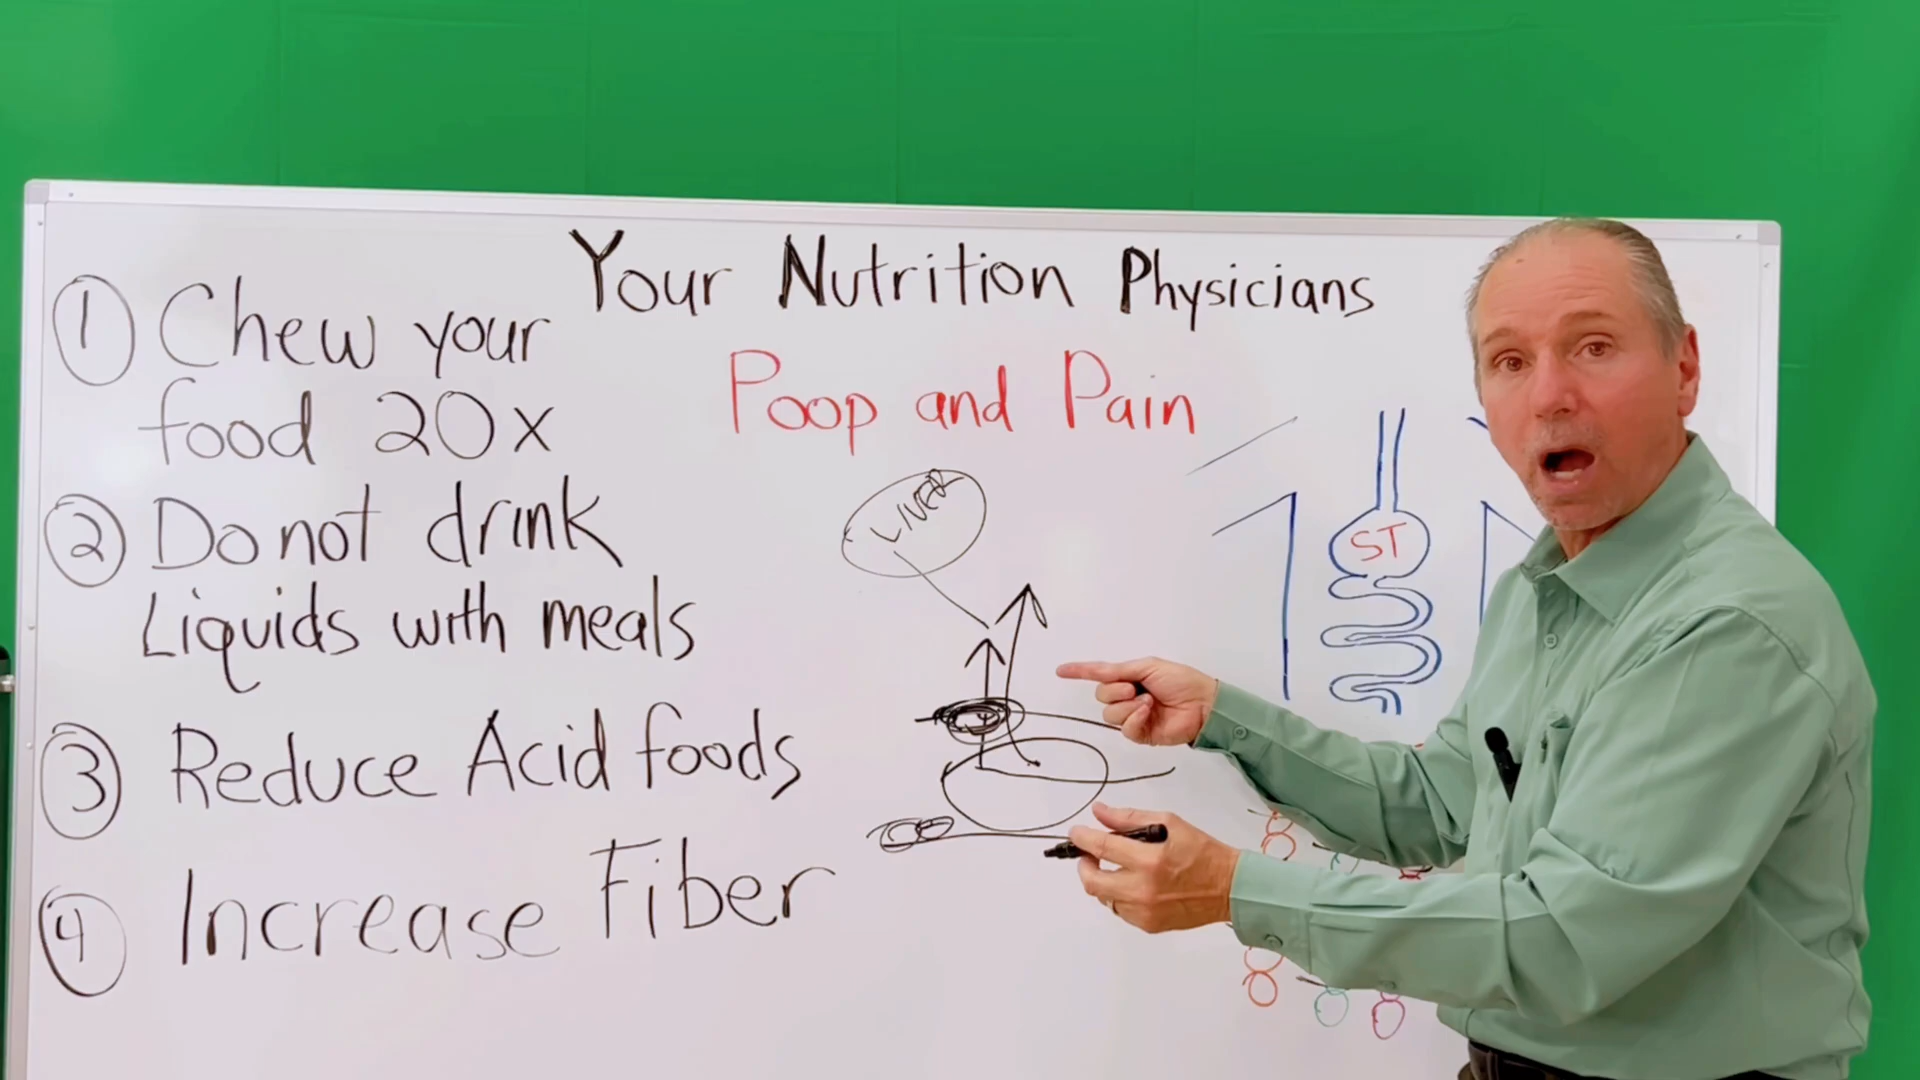 Your Nutrition Physicians
Poop and Pain
① Chew your
food 20x
② Do not drink
Liquids with meals
③ Reduce Acid foods
④ Increase Fiber
LIVER
ST